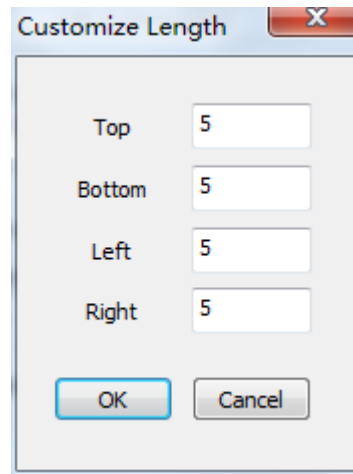 Customize Length
Top 5
Bottom 5
Left 5
Right 5
OK Cancel